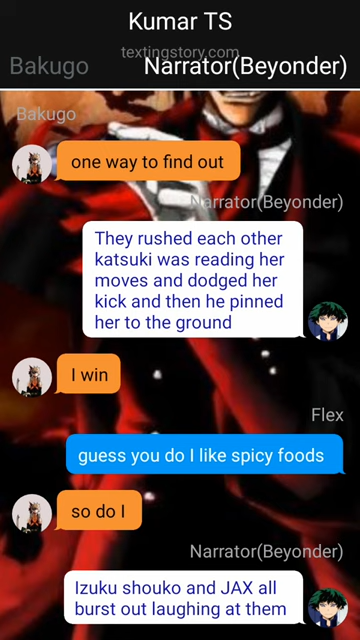 Kumar TS
textingstory.com
Bakugo
Narrator(Beyonder)
Bakugo
one way to find out
Narrator(Beyonder)
They rushed each other
katsuki was reading her
moves and dodged her
kick and then he pinned
her to the ground
I win
Flex
guess you do I like spicy foods
so do I
Narrator(Beyonder)
Izuku shouko and JAX all
burst out laughing at them